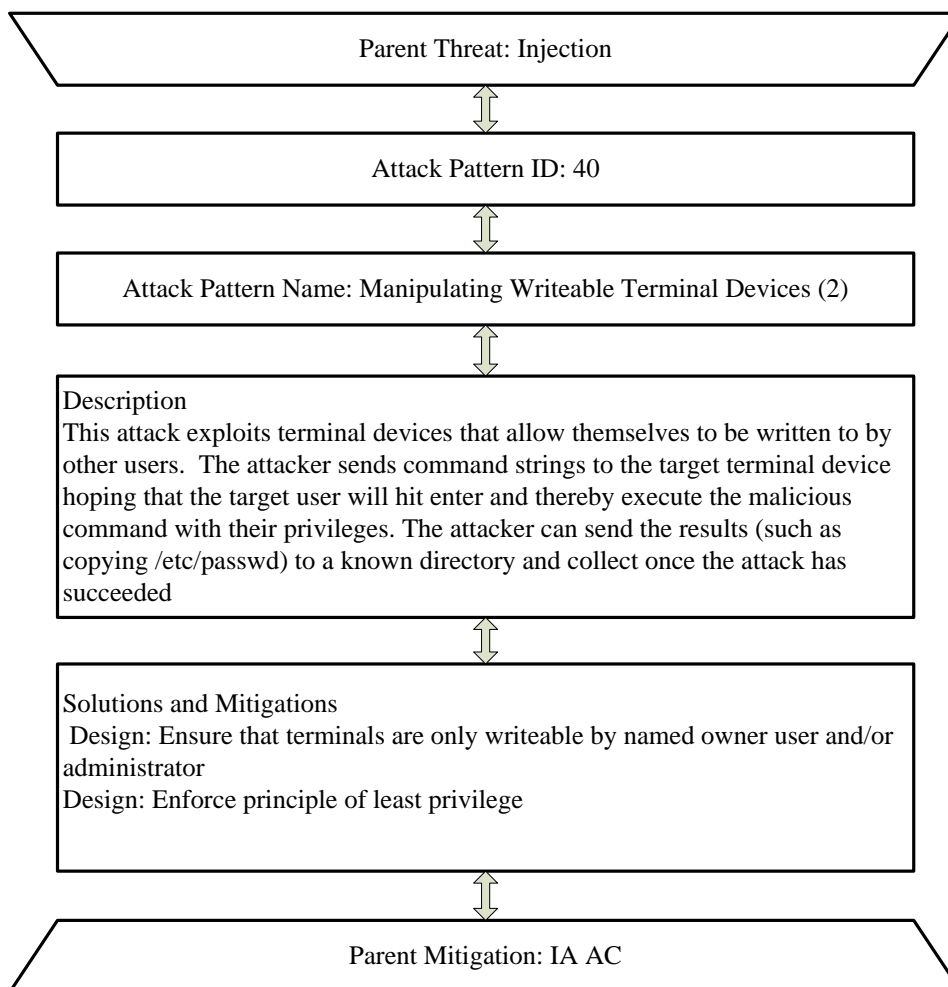 Parent Threat: Injection
Attack Pattern ID: 40
Attack Pattern Name: Manipulating Writeable Terminal Devices (2)
Description
This attack exploits terminal devices that allow themselves to be written to by
other users.  The attacker sends command strings to the target terminal device
hoping that the target user will hit enter and thereby execute the malicious
command with their privileges. The attacker can send the results (such as
copying /etc/passwd) to a known directory and collect once the attack has
succeeded
Solutions and Mitigations
Design: Ensure that terminals are only writeable by named owner user and/or
administrator
Design: Enforce principle of least privilege
Parent Mitigation: IA AC